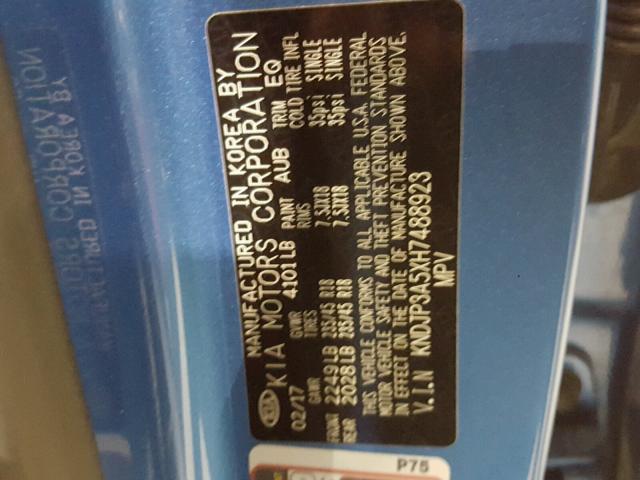 MANUFACTURED IN KOREA BY
KIA KIA MOTORS CORPORATION
02/17 4101LB PAINT AUB TRIM EQ
GVWR
GAWR TIRES RIMS COLD TIRE INFL
FRONT 2249LB 235/45 R18 7.5JX18 35psi SINGLE
REAR 2028LB 235/45 R18 7.5JX18 35psi SINGLE
THIS VEHICLE CONFORMS TO ALL APPLICABLE U.S.A. FEDERAL
MOTOR VEHICLE SAFETY AND THEFT PREVENTION STANDARDS
IN EFFECT ON THE DATE OF MANUFACTURE SHOWN ABOVE.
V.I.N KNDJP3A5XH7488923
MPV
P75